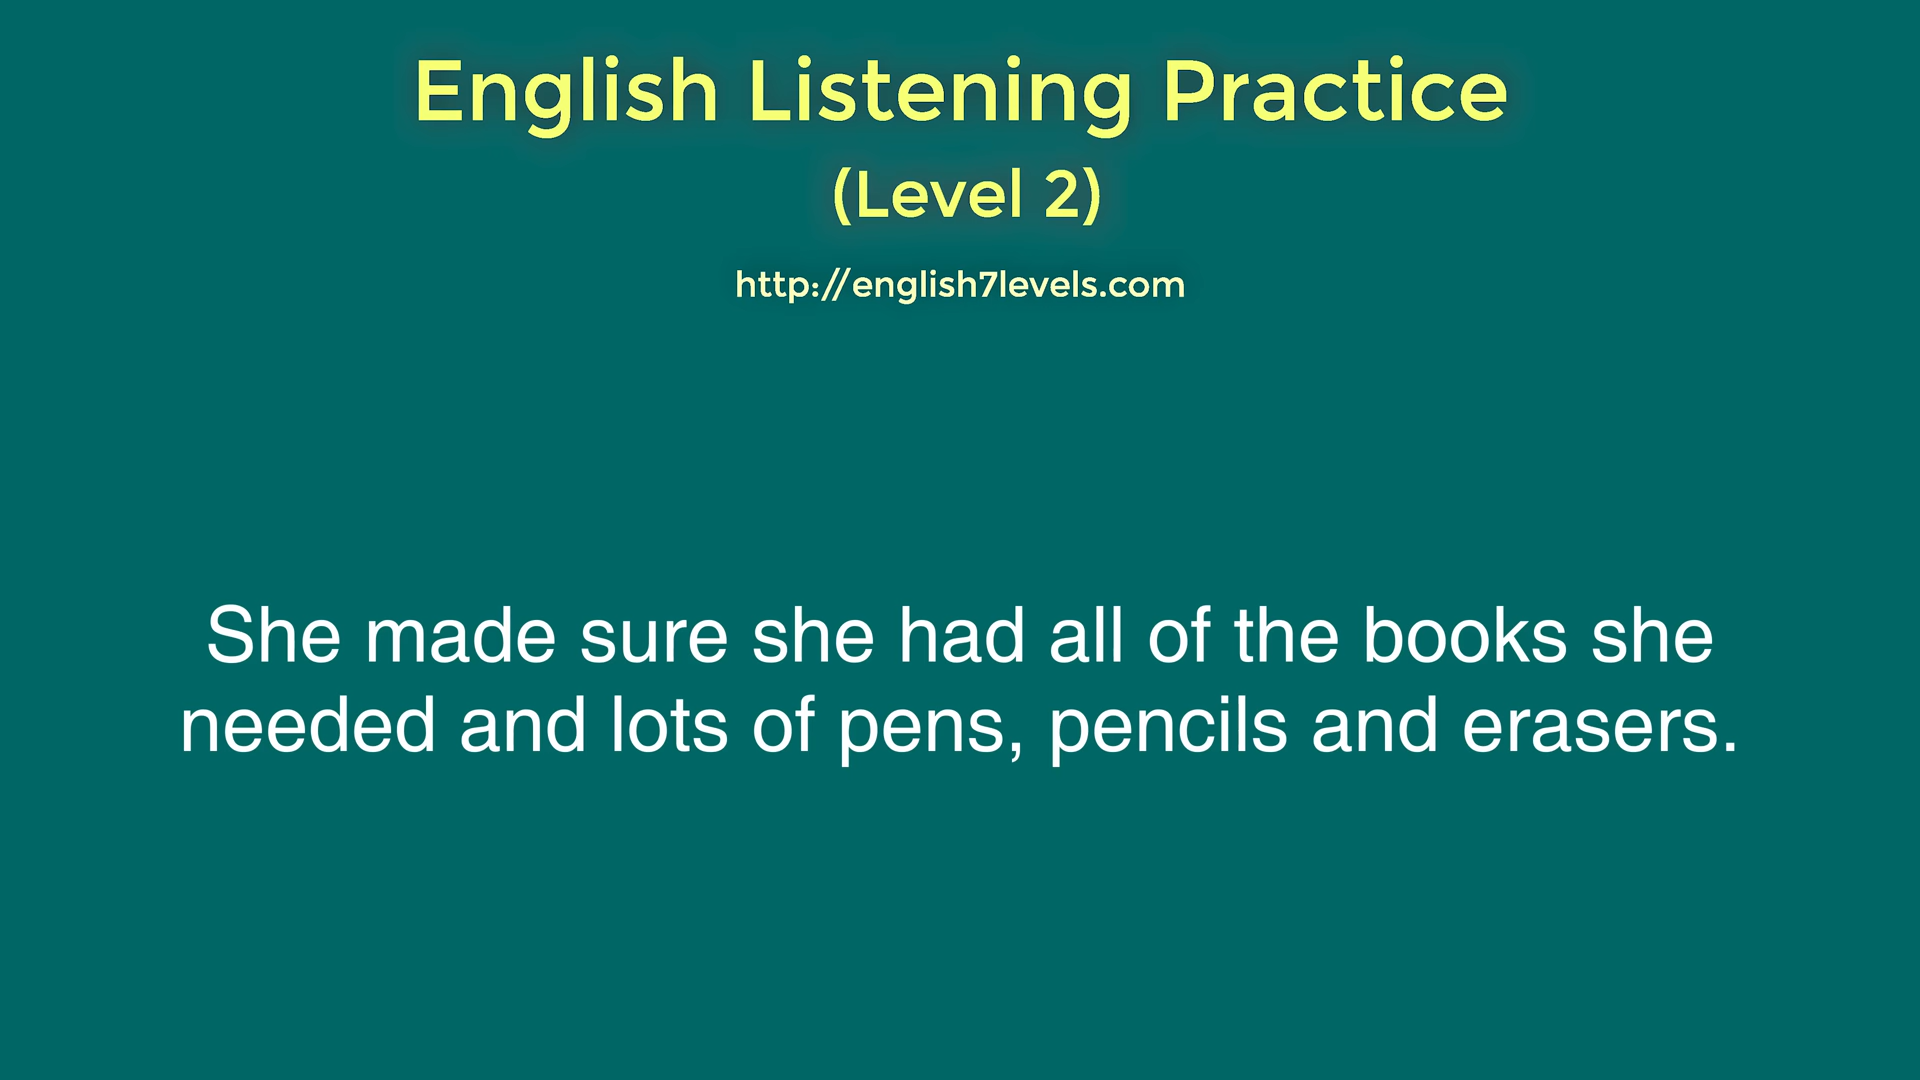 English Listening Practice
(Level 2)
http://english7levels.com
She made sure she had all of the books she
needed and lots of pens, pencils and erasers.